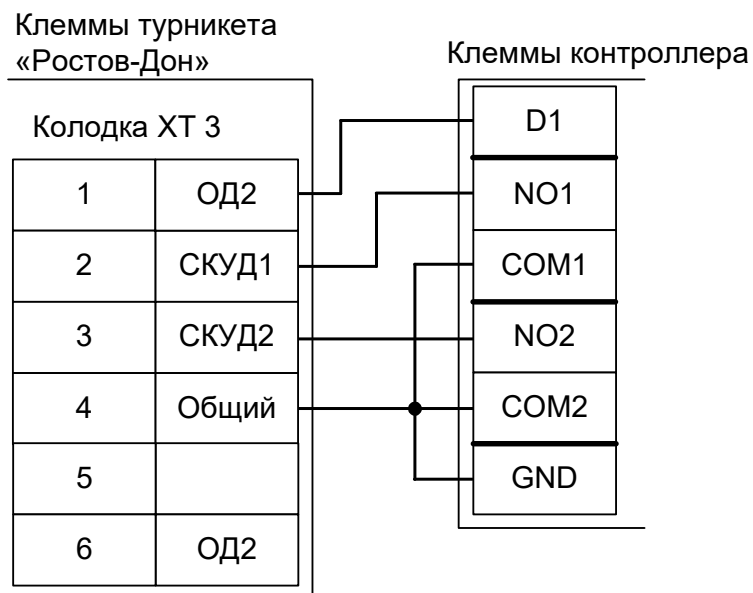 Клеммы турникета
«Ростов-Дон»
Колодка ХТ 3
1 ОД2
2 СКУД1
3 СКУД2
4 Общий
5
6 ОД2
Клеммы контроллера
D1
NO1
COM1
NO2
COM2
GND